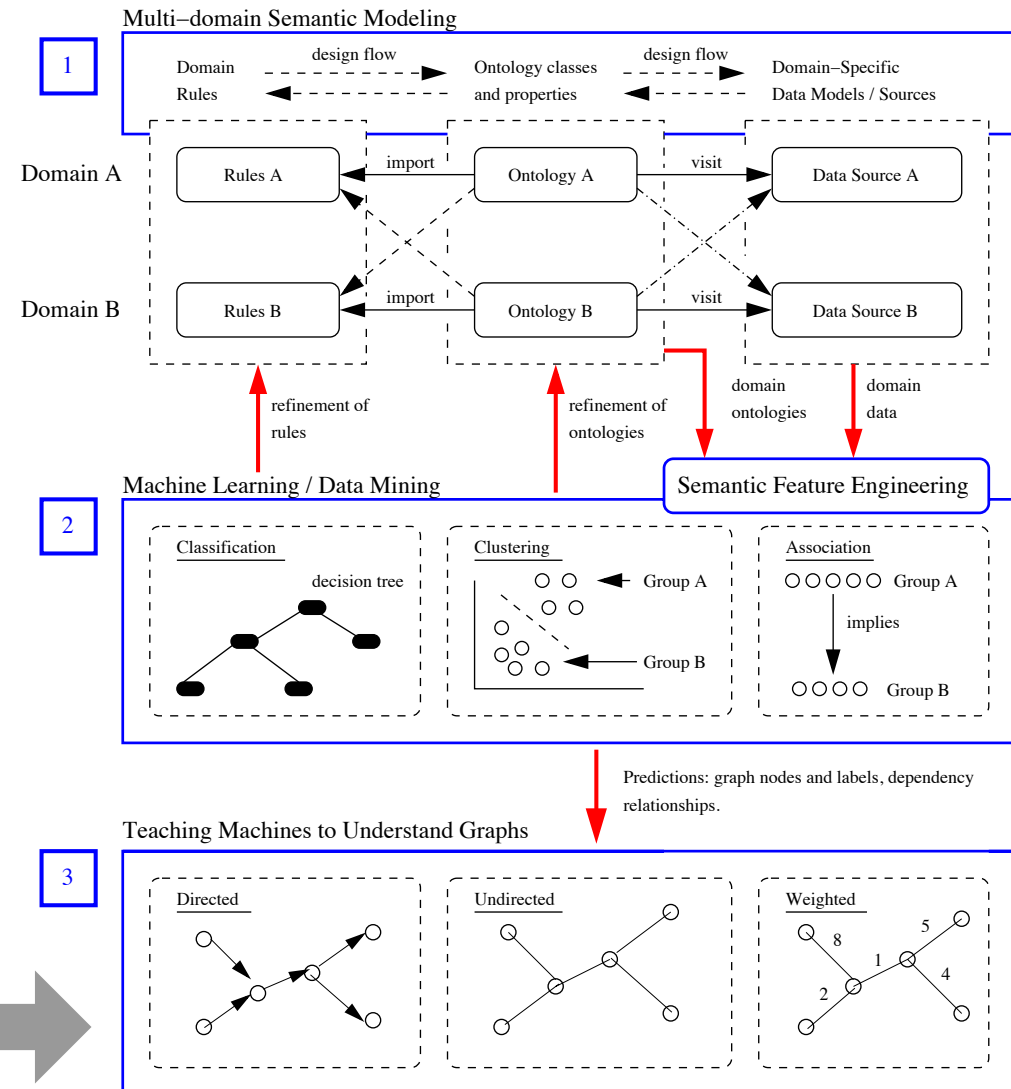 Multi−domain Semantic Modeling
1
Domain
Rules
design flow
Ontology classes
and properties
design flow
Domain−Specific
Data Models / Sources
Domain A
Rules A
import
Ontology A
visit
Data Source A
Domain B
Rules B
import
Ontology B
visit
Data Source B
refinement of
rules
refinement of
ontologies
domain
ontologies
domain
data
Machine Learning / Data Mining
Semantic Feature Engineering
2
Classification
decision tree
Clustering
Group A
Group B
Association
Group A
implies
Group B
Predictions: graph nodes and labels, dependency
relationships.
Teaching Machines to Understand Graphs
3
Directed
Undirected
Weighted
8
5
1
4
2